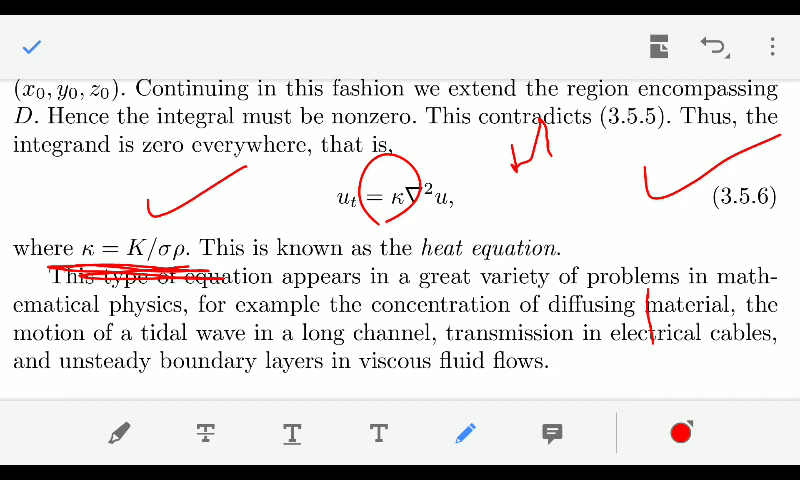 (x₀, y₀, z₀). Continuing in this fashion we extend the region encompassing
D. Hence the integral must be nonzero. This contradicts (3.5.5). Thus, the
integrand is zero everywhere, that is,
uₜ = κ∇²u, (3.5.6)
where κ = K/σρ. This is known as the heat equation.
This type of equation appears in a great variety of problems in math-
ematical physics, for example the concentration of diffusing material, the
motion of a tidal wave in a long channel, transmission in electrical cables,
and unsteady boundary layers in viscous fluid flows.
T T T